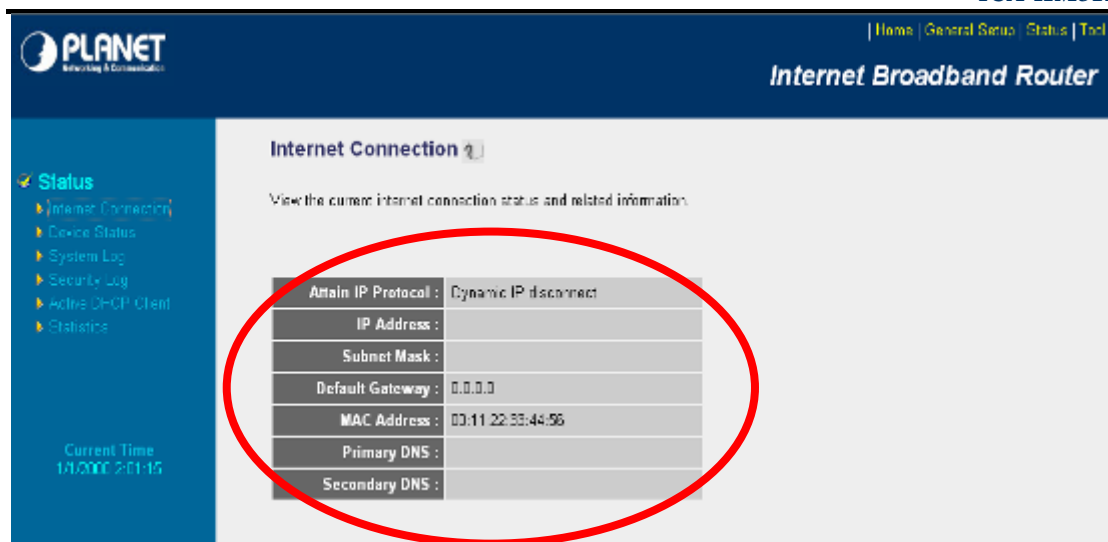 | Home | General Setup | Status | Tool
PLANET
Networking & Communication
Internet Broadband Router
Internet Connection
View the current internet connection status and related information.
Status
Internet Connection
Device Status
System Log
Security Log
Active DHCP Client
Statistics
Attain IP Protocol : Dynamic IP disconnect
IP Address :
Subnet Mask :
Default Gateway : 0.0.0.0
MAC Address : 00:11:22:33:44:56
Primary DNS :
Secondary DNS :
Current Time
1/1/2000 2:01:15